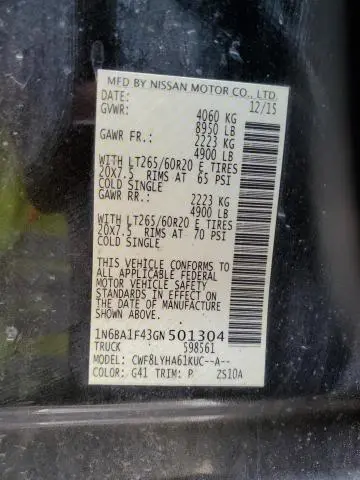 MFD BY NISSAN MOTOR CO., LTD.
DATE: 12/15
GVWR: 4060 KG
8950 LB
GAWR FR.: 2223 KG
4900 LB
WITH LT265/60R20 E TIRES
20X7.5 RIMS AT 65 PSI
COLD SINGLE
GAWR RR.: 2223 KG
4900 LB
WITH LT265/60R20 E TIRES
20X7.5 RIMS AT 70 PSI
COLD SINGLE
THIS VEHICLE CONFORMS TO
ALL APPLICABLE FEDERAL
MOTOR VEHICLE SAFETY
STANDARDS IN EFFECT ON THE
DATE OF MANUFACTURE
SHOWN ABOVE.
1N6BA1F43GN501304
TRUCK 598561
MODEL: CWF8LYHA61KUC--A--
COLOR: G41 TRIM: P ZS10A